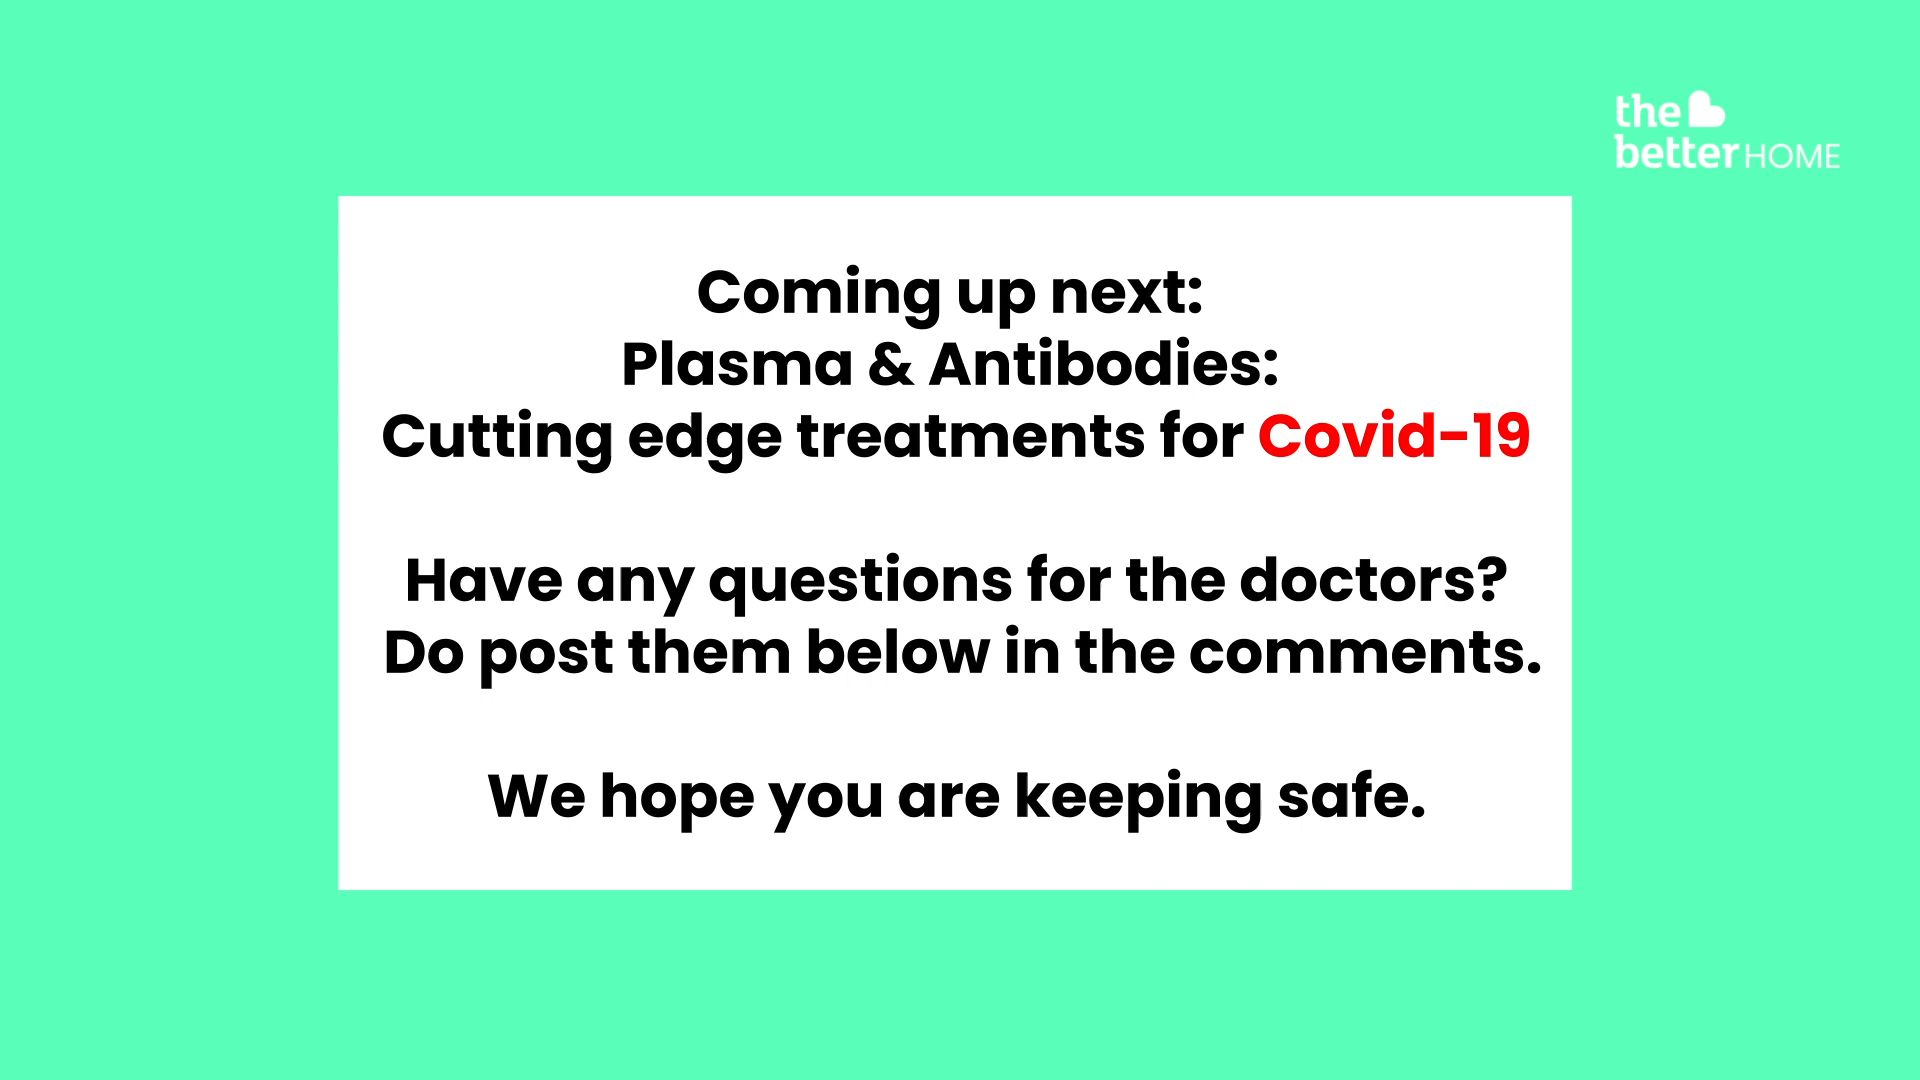 the
better HOME
Coming up next:
Plasma & Antibodies:
Cutting edge treatments for Covid-19
Have any questions for the doctors?
Do post them below in the comments.
We hope you are keeping safe.